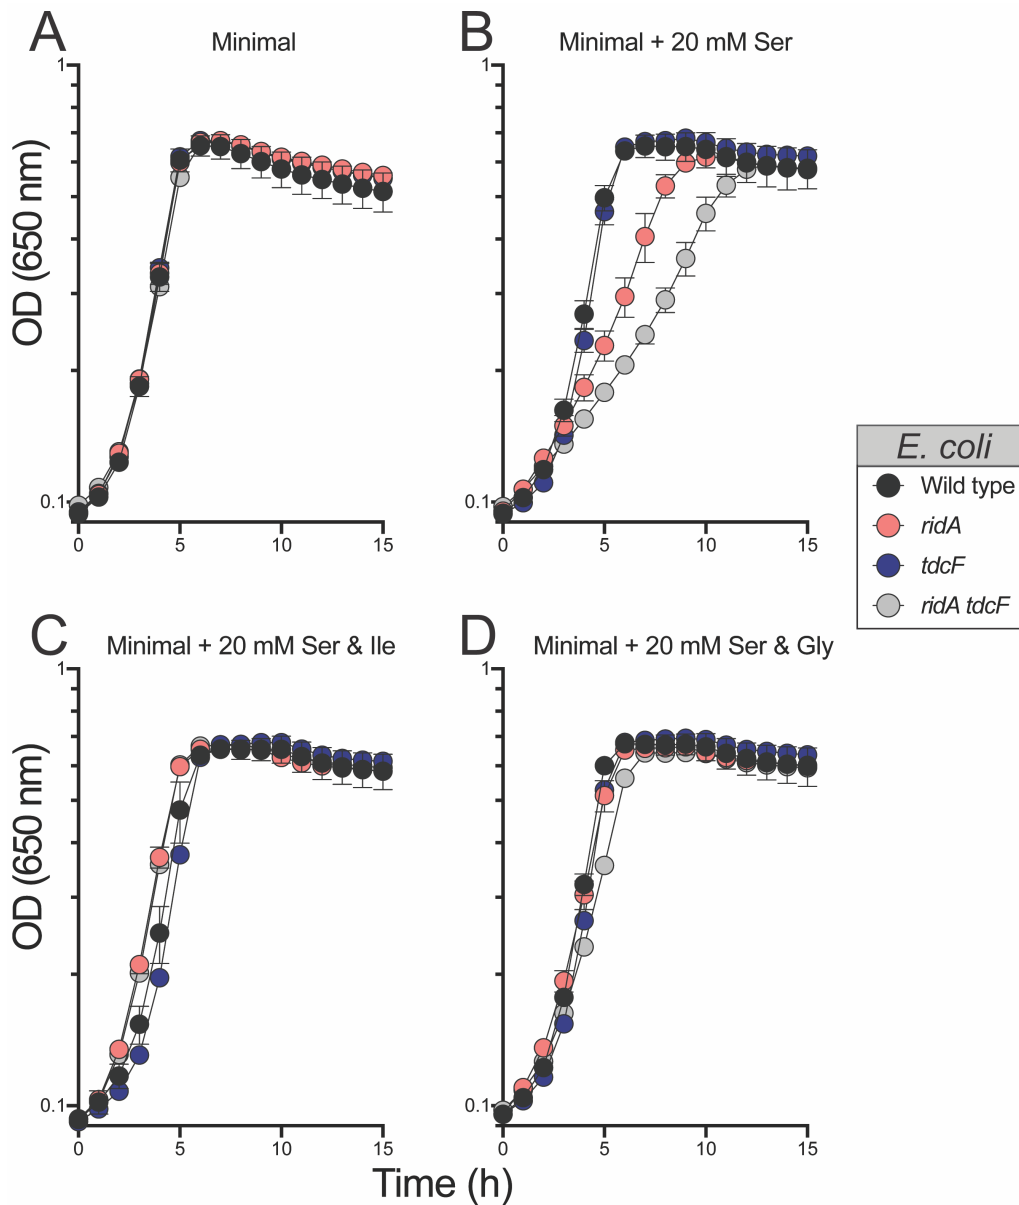 A
Minimal
B
Minimal + 20 mM Ser
1
1
OD (650 nm)
0.1
0.1
0
5
10
15
0
5
10
15
E. coli
Wild type
ridA
tdcF
ridA tdcF
C
Minimal + 20 mM Ser & Ile
D
Minimal + 20 mM Ser & Gly
1
1
OD (650 nm)
0.1
0.1
0
5
10
15
0
5
10
15
Time (h)